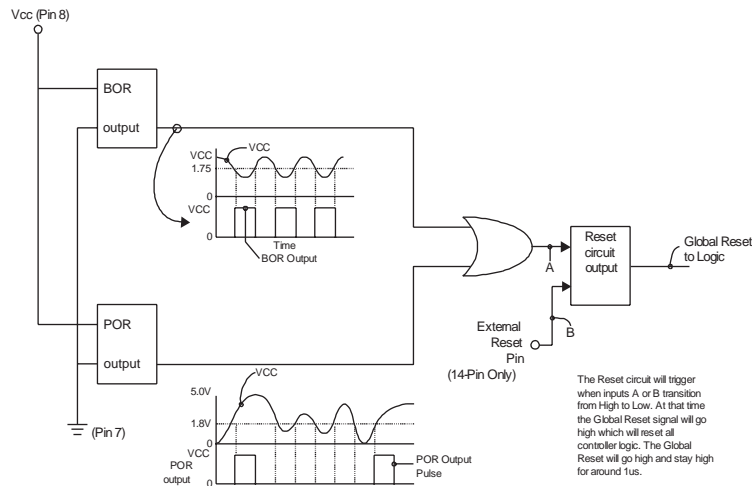 Vcc (Pin 8)
BOR
output
VCC
VCC
1.75
0
VCC
0
Time
BOR Output
A
Reset
circuit
output
Global Reset
to Logic
B
External
Reset
Pin
(14-Pin Only)
POR
output
(Pin 7)
5.0V
VCC
1.8V
0
VCC
POR
output
0
POR Output
Pulse
The Reset circuit will trigger
when inputs A or B transition
from High to Low. At that time
the Global Reset signal will go
high which will reset all
controller logic. The Global
Reset will go high and stay high
for around 1us.